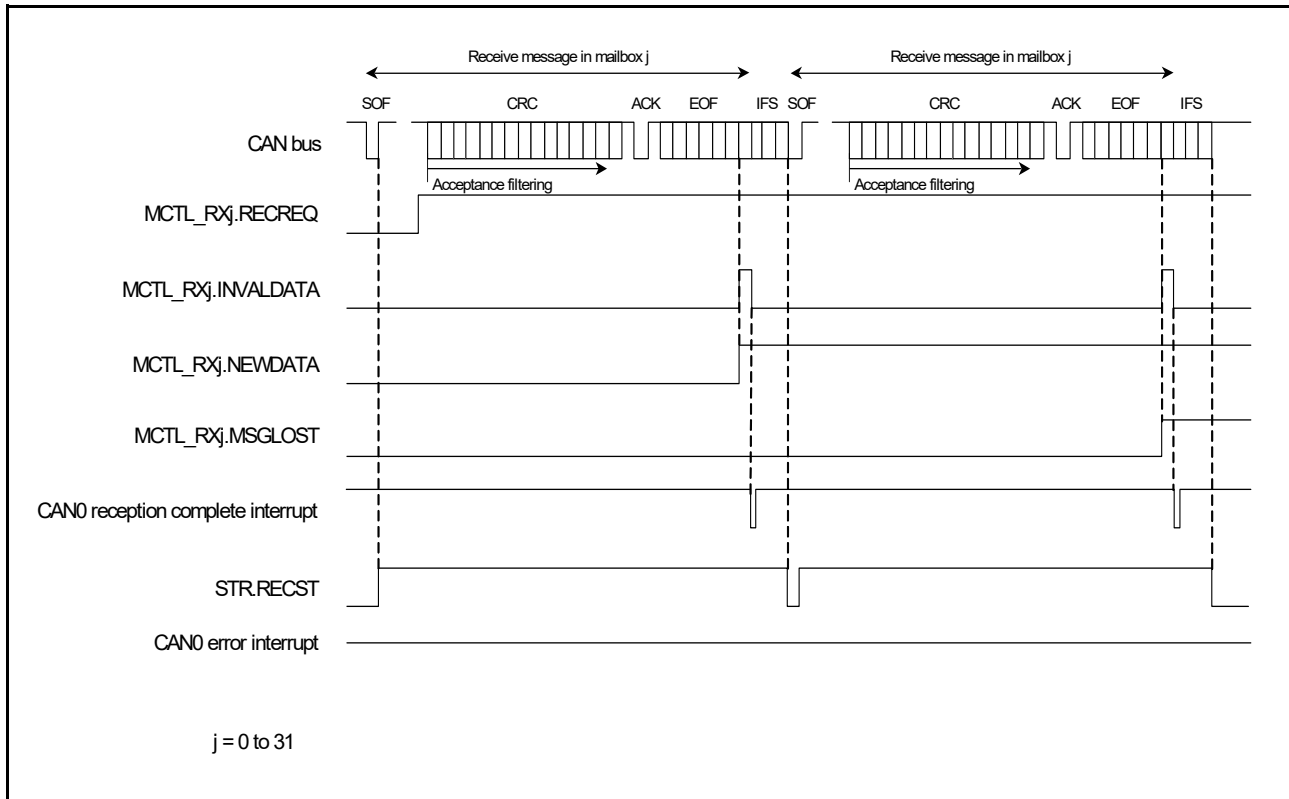 Receive message in mailbox j Receive message in mailbox j
SOF CRC ACK EOF IFS SOF CRC ACK EOF IFS
CAN bus
Acceptance filtering Acceptance filtering
MCTL_RXj.RECREQ
MCTL_RXj.INVALDATA
MCTL_RXj.NEWDATA
MCTL_RXj.MSGLOST
CAN0 reception complete interrupt
STR.RECST
CAN0 error interrupt
j = 0 to 31